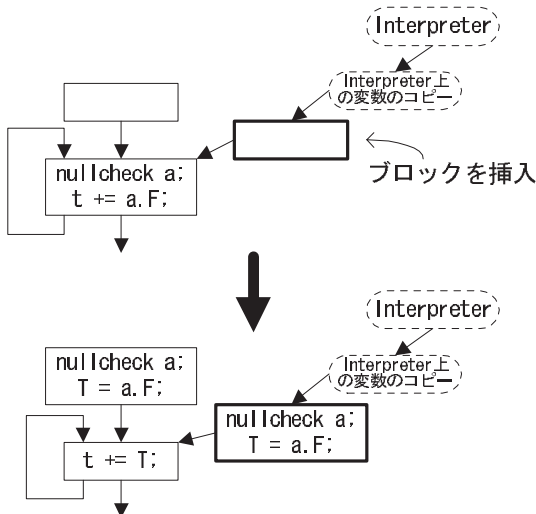 Interpreter
Interpreter上
の変数のコピー
ブロックを挿入
nullcheck a;
t += a.F;
Interpreter
Interpreter上
の変数のコピー
nullcheck a;
T = a.F;
nullcheck a;
T = a.F;
t += T;